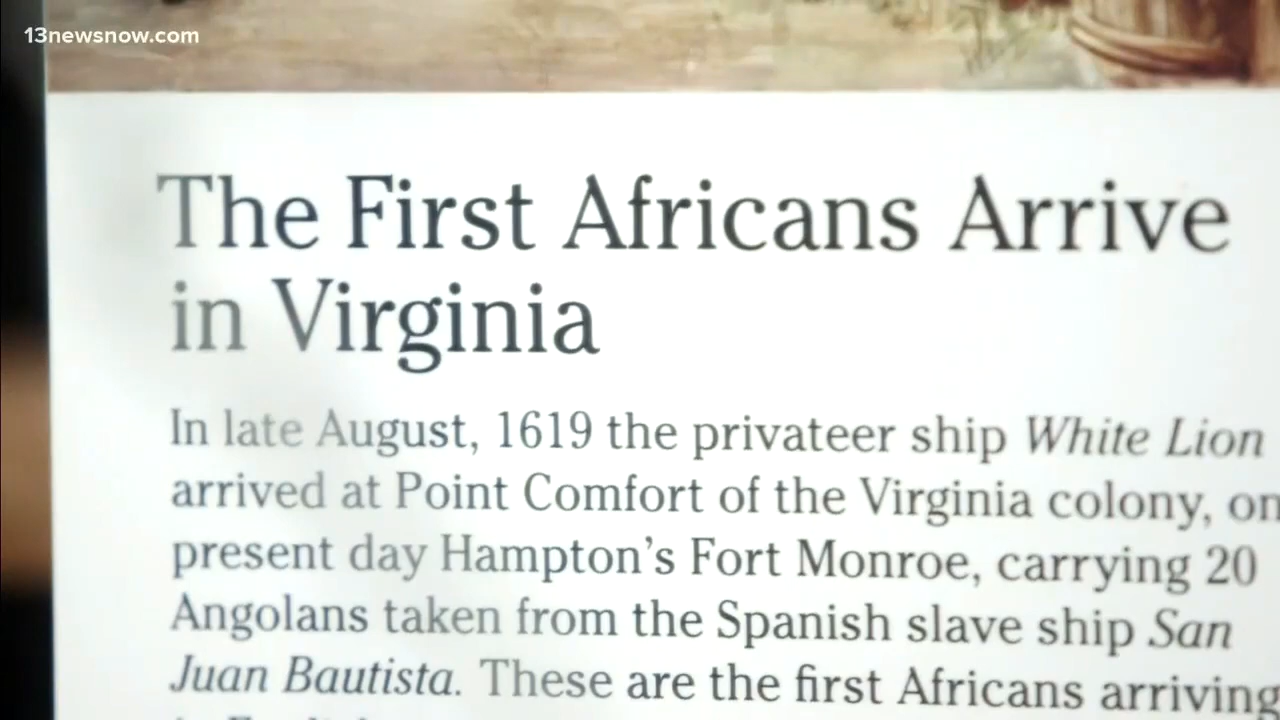 13newsnow.com
The First Africans Arrive
in Virginia
In late August, 1619 the privateer ship White Lion
arrived at Point Comfort of the Virginia colony, on
present day Hampton's Fort Monroe, carrying 20
Angolans taken from the Spanish slave ship San
Juan Bautista. These are the first Africans arriving